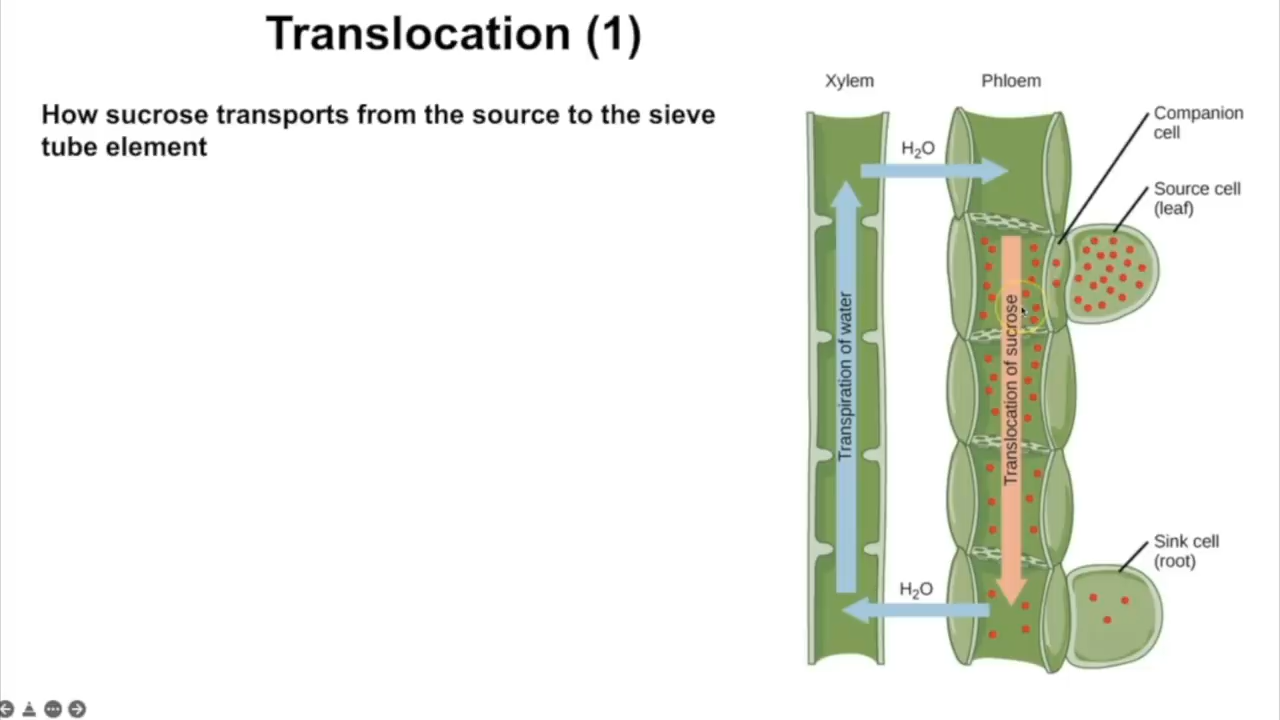 Translocation (1)
How sucrose transports from the source to the sieve
tube element
Xylem
Phloem
Companion
cell
H₂O
Source cell
(leaf)
Transpiration of water
Translocation of sucrose
Sink cell
(root)
H₂O